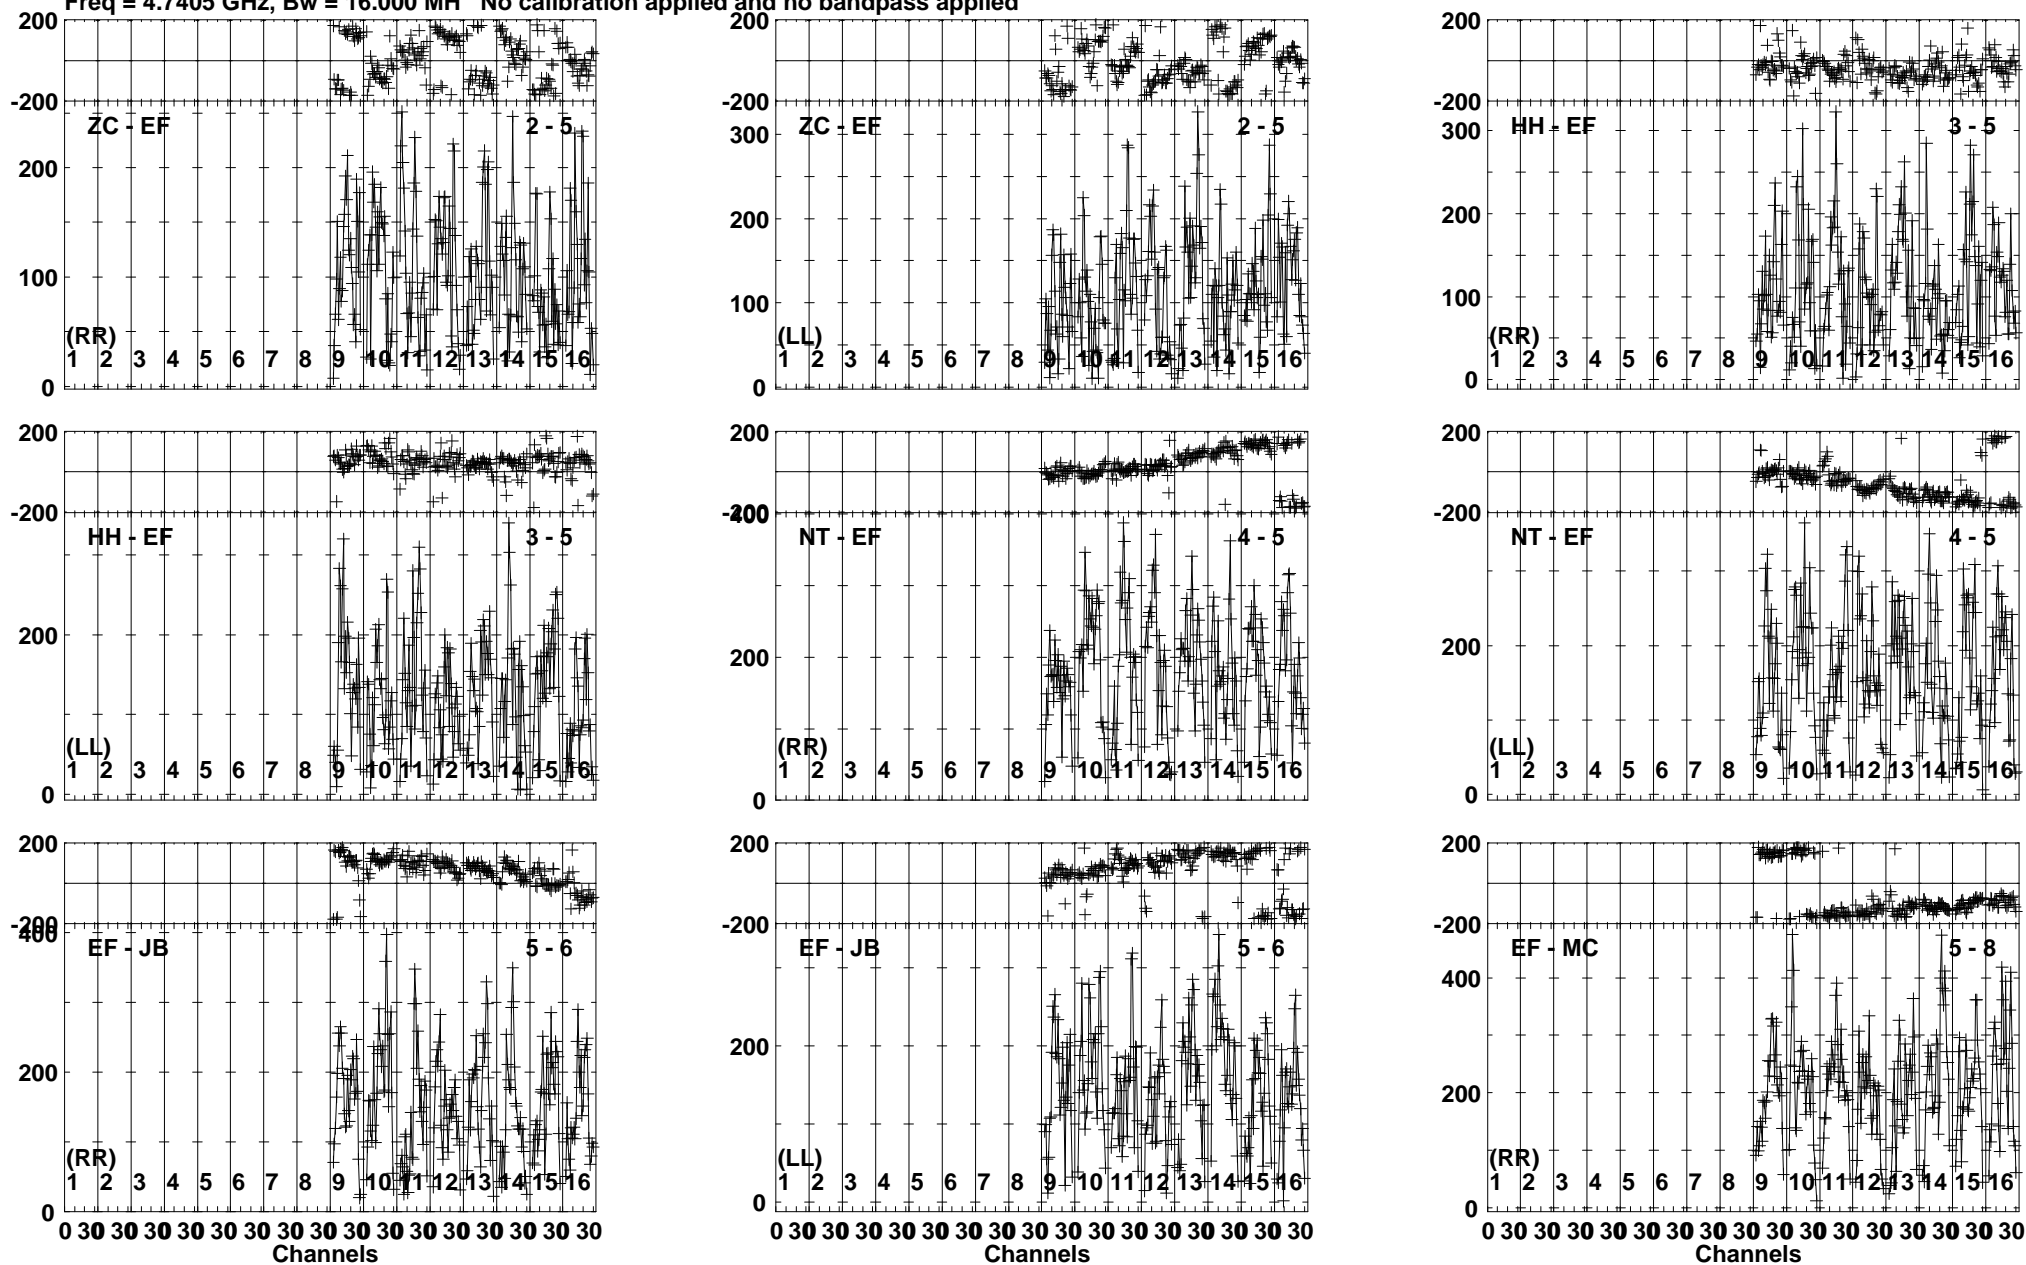 Freq = 4.7405 GHz, Bw = 16.000 MH No calibration applied and no bandpass applied
200 200 200
-200 -200 -200
ZC - EF 2 - 5 ZC - EF 2 - 5 HH - EF 3 - 5
300 300
200 200 200
100 100 100
(RR) (LL) (RR)
1 2 3 4 5 6 7 8 9 10 11 12 13 14 15 16 1 2 3 4 5 6 7 8 9 10 11 12 13 14 15 16 1 2 3 4 5 6 7 8 9 10 11 12 13 14 15 16
0 0 0
200 200 200
-200 -200 400 -200
HH - EF 3 - 5 NT - EF 4 - 5 NT - EF 4 - 5
200 200 200
(LL) (RR) (LL)
1 2 3 4 5 6 7 8 9 10 11 12 13 14 15 16 1 2 3 4 5 6 7 8 9 10 11 12 13 14 15 16 1 2 3 4 5 6 7 8 9 10 11 12 13 14 15 16
0 0 0
200 200 200
-200 400 -200 -200
EF - JB 5 - 6 EF - JB 5 - 6 EF - MC 5 - 8
400
200 200 200
(RR) (LL) (RR)
1 2 3 4 5 6 7 8 9 10 11 12 13 14 15 16 1 2 3 4 5 6 7 8 9 10 11 12 13 14 15 16 1 2 3 4 5 6 7 8 9 10 11 12 13 14 15 16
0 0 0
0 30 30 30 30 30 30 30 30 30 30 30 30 30 30 30 30 0 30 30 30 30 30 30 30 30 30 30 30 30 30 30 30 30 0 30 30 30 30 30 30 30 30 30 30 30 30 30 30 30 30
Channels Channels Channels